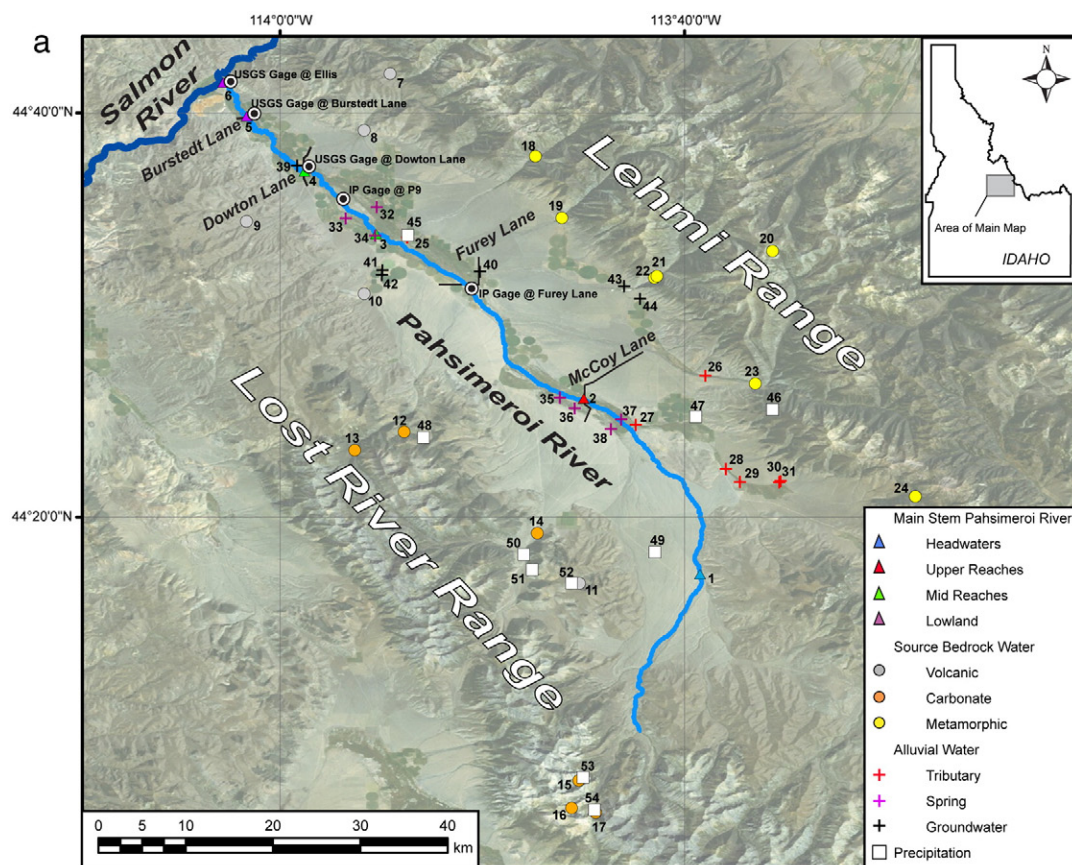 a
114°0'0"W
113°40'0"W
44°40'0"N
44°20'0"N
Salmon River
USGS Gage @ Ellis
6
7
USGS Gage @ Burstedt Lane
5
Burstedt Lane
8
USGS Gage @ Dowton Lane
39
4
Dowton Lane
IP Gage @ P9
9
32
33
34
3
45
25
Furey Lane
41
42
40
10
IP Gage @ Furey Lane
18
19
Lehmi Range
20
22
21
43
44
Pahsimeroi River
McCoy Lane
26
23
35
2
36
37
27
38
47
46
28
29
30
31
24
12
48
13
Lost River Range
14
50
51
52
11
49
1
53
15
54
16
17
N
Area of Main Map
IDAHO
Main Stem Pahsimeroi River
Headwaters
Upper Reaches
Mid Reaches
Lowland
Source Bedrock Water
Volcanic
Carbonate
Metamorphic
Alluvial Water
Tributary
Spring
Groundwater
Precipitation
0 5 10 20 30 40
km